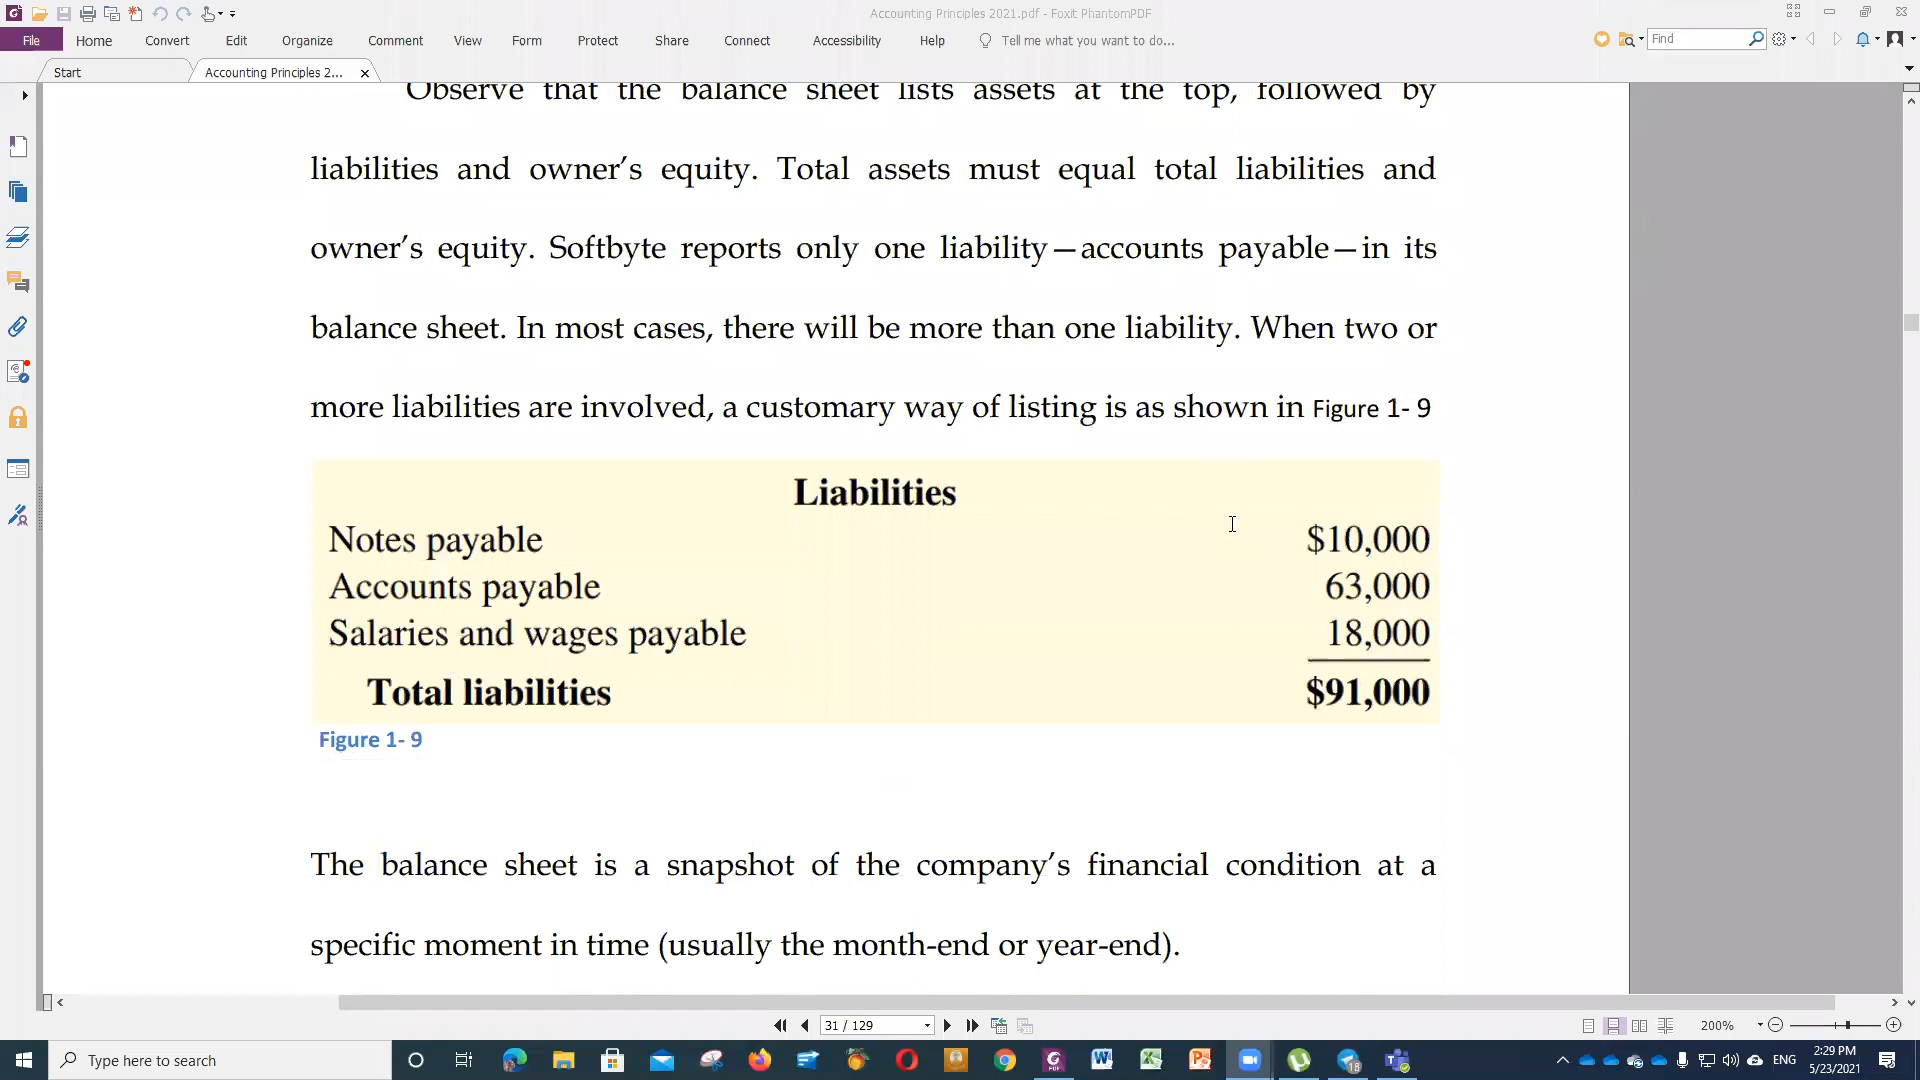 Accounting Principles 2021.pdf - Foxit PhantomPDF
File Home Convert Edit Organize Comment View Form Protect Share Connect Accessibility Help Tell me what you want to do... Find
Start Accounting Principles 2... ×
Observe that the balance sheet lists assets at the top, followed by
liabilities and owner’s equity. Total assets must equal total liabilities and
owner’s equity. Softbyte reports only one liability—accounts payable—in its
balance sheet. In most cases, there will be more than one liability. When two or
more liabilities are involved, a customary way of listing is as shown in Figure 1- 9
Liabilities
Notes payable $10,000
Accounts payable 63,000
Salaries and wages payable 18,000
Total liabilities $91,000
Figure 1- 9
The balance sheet is a snapshot of the company’s financial condition at a
specific moment in time (usually the month-end or year-end).
31 / 129 200%
Type here to search ENG 2:29 PM
5/23/2021